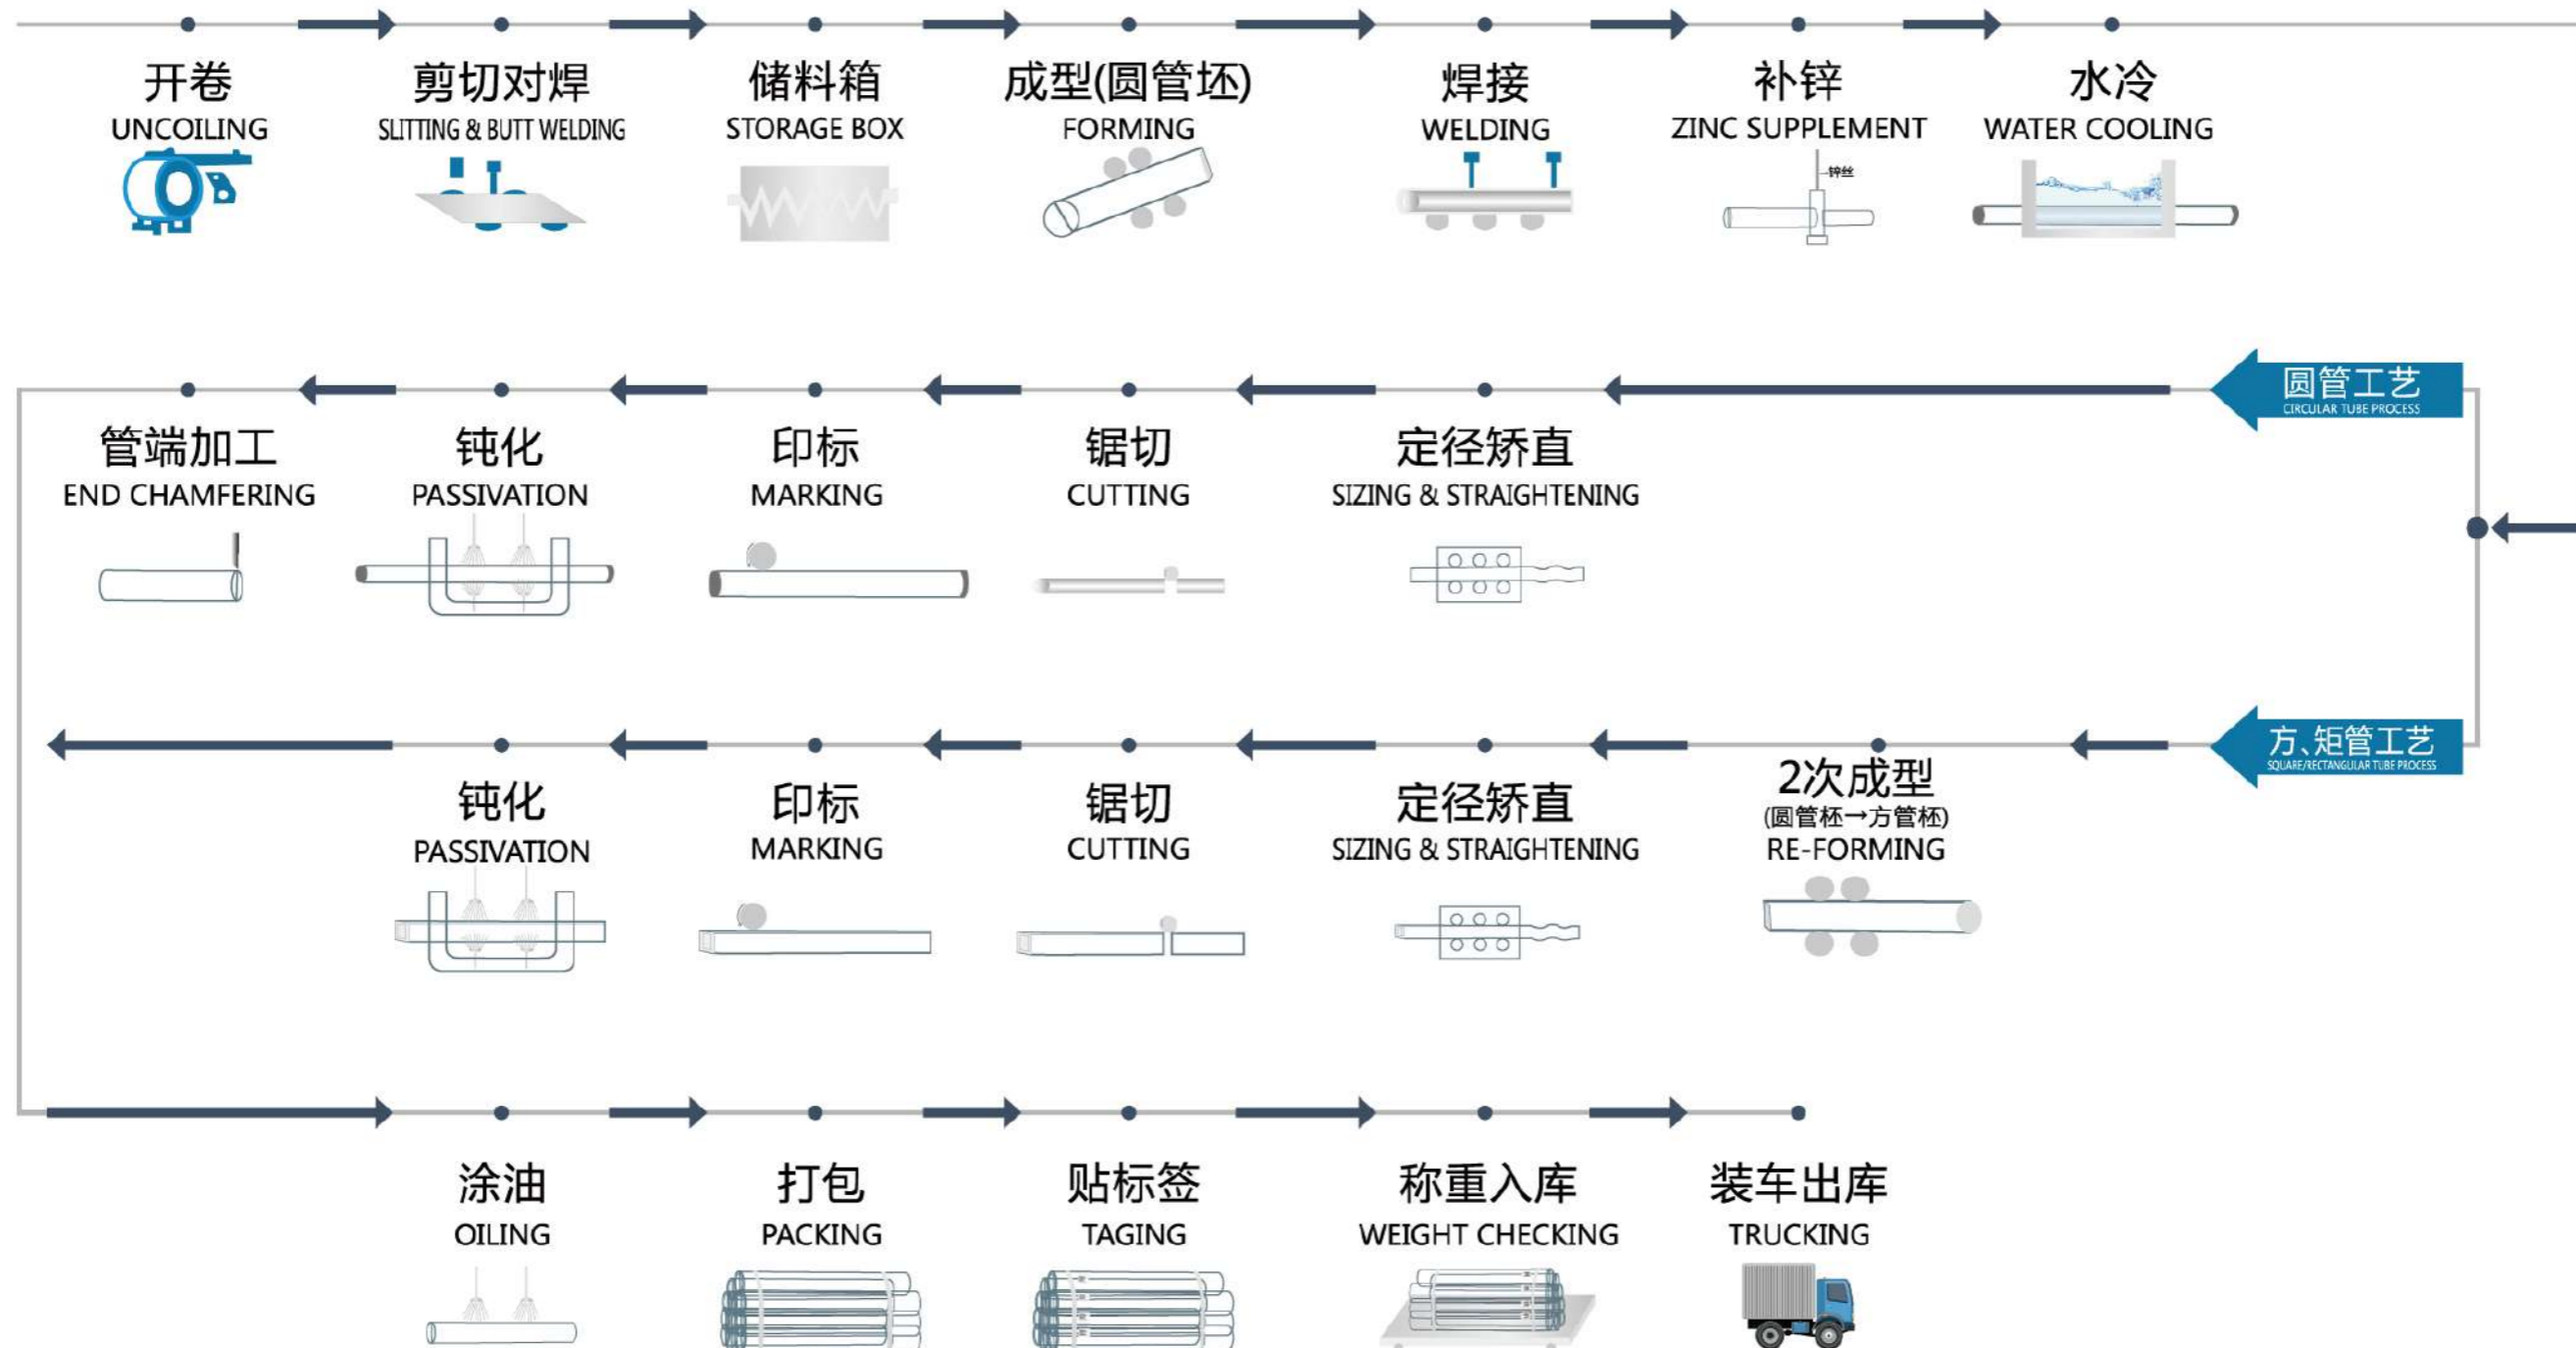 开卷
UNCOILING
剪切对焊
SLITTING & BUTT WELDING
储料箱
STORAGE BOX
成型(圆管坯)
FORMING
焊接
WELDING
补锌
ZINC SUPPLEMENT
锌丝
水冷
WATER COOLING
圆管工艺
CIRCULAR TUBE PROCESS
定径矫直
SIZING & STRAIGHTENING
锯切
CUTTING
印标
MARKING
钝化
PASSIVATION
管端加工
END CHAMFERING
方、矩管工艺
SQUARE/RECTANGULAR TUBE PROCESS
2次成型
(圆管杯→方管杯)
RE-FORMING
定径矫直
SIZING & STRAIGHTENING
锯切
CUTTING
印标
MARKING
钝化
PASSIVATION
涂油
OILING
打包
PACKING
贴标签
TAGING
称重入库
WEIGHT CHECKING
装车出库
TRUCKING